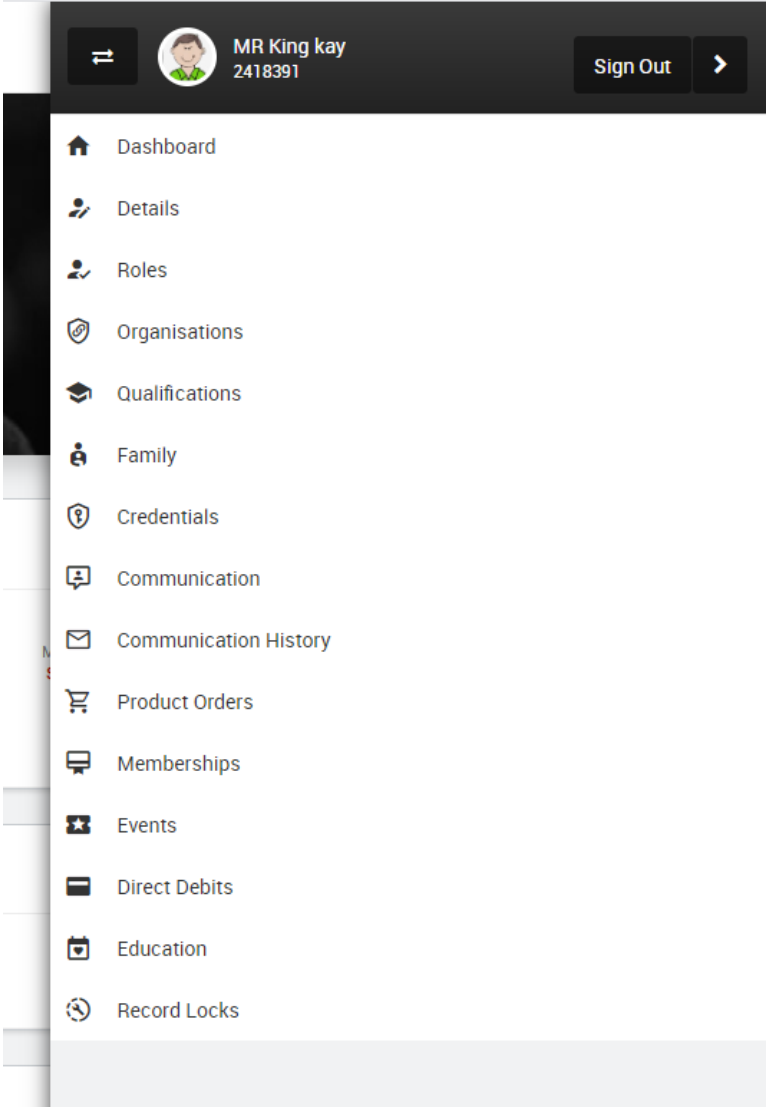 MR King kay
2418391
Sign Out
Dashboard
Details
Roles
Organisations
Qualifications
Family
Credentials
Communication
Communication History
Product Orders
Memberships
Events
Direct Debits
Education
Record Locks